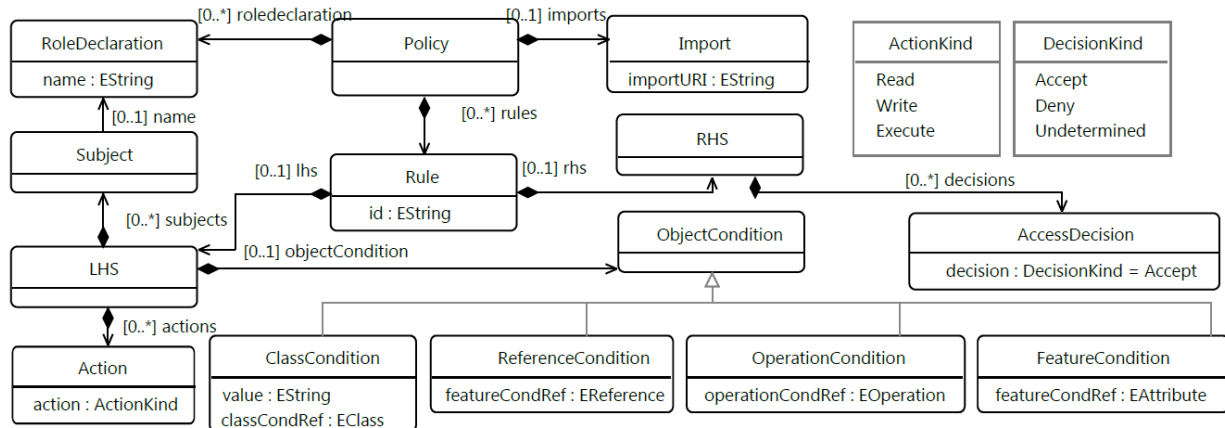 [0..*] roledeclaration
[0..1] imports
RoleDeclaration
name : EString
Policy
Import
importURI : EString
ActionKind
Read
Write
Execute
DecisionKind
Accept
Deny
Undetermined
[0..1] name
[0..*] rules
Subject
RHS
[0..1] lhs
Rule
id : EString
[0..1] rhs
[0..*] decisions
[0..*] subjects
ObjectCondition
AccessDecision
decision : DecisionKind = Accept
LHS
[0..1] objectCondition
[0..*] actions
Action
action : ActionKind
ClassCondition
value : EString
classCondRef : EClass
ReferenceCondition
featureCondRef : EReference
OperationCondition
operationCondRef : EOperation
FeatureCondition
featureCondRef : EAttribute